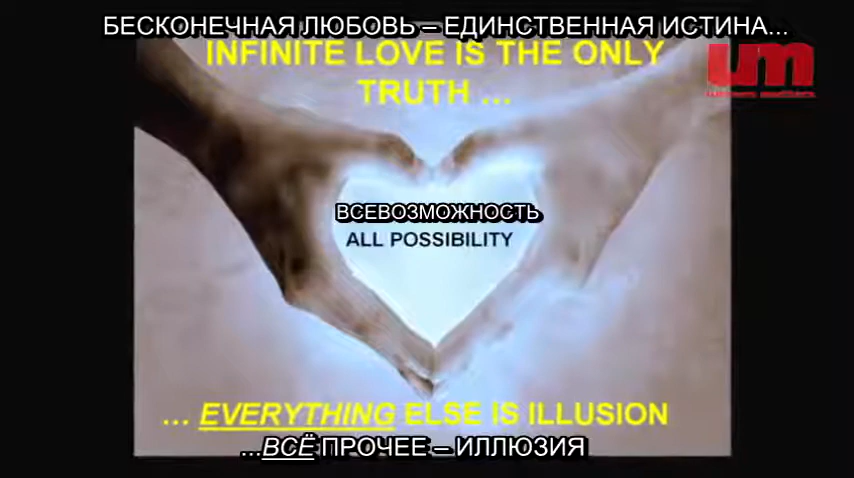 БЕСКОНЕЧНАЯ ЛЮБОВЬ – ЕДИНСТВЕННАЯ ИСТИНА...
INFINITE LOVE IS THE ONLY
TRUTH ...
um
ВСЕВОЗМОЖНОСТЬ
ALL POSSIBILITY
... EVERYTHING ELSE IS ILLUSION
...ВСЁ ПРОЧЕЕ – ИЛЛЮЗИЯ